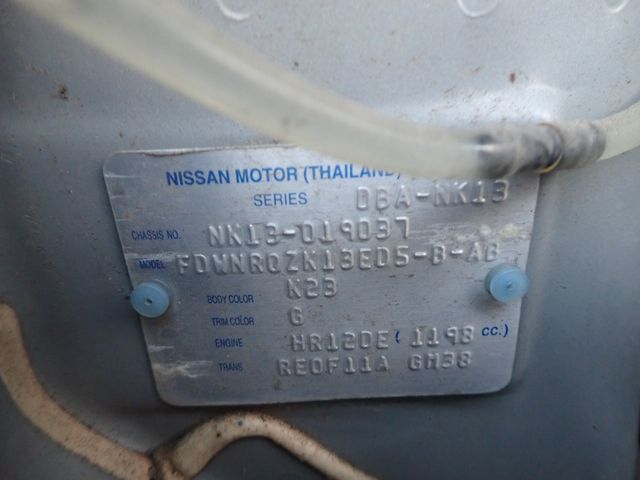 NISSAN MOTOR (THAILAND)
SERIES DBA-NK13
CHASSIS NO. NK13-019037
MODEL FDWNRQZK13EDS-B-AB
BODY COLOR K23
TRIM COLOR G
ENGINE HR12DE ( 1198 cc.)
TRANS RE0F11A GM38